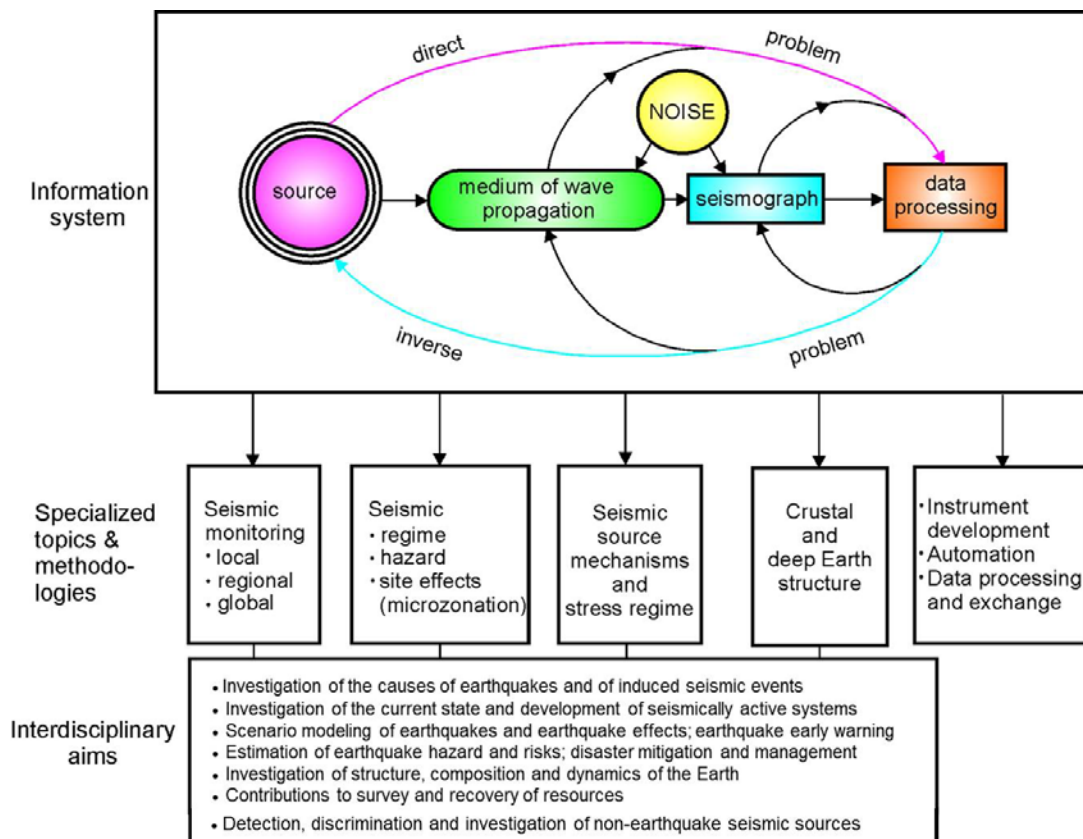 direct
problem
NOISE
Information
system
source
medium of wave
propagation
seismograph
data
processing
inverse
problem
Specialized
topics &
methodo-
logies
Seismic
monitoring
• local
• regional
• global
Seismic
• regime
• hazard
• site effects
(microzonation)
Seismic
source
mechanisms
and
stress regime
Crustal
and
deep Earth
structure
• Instrument
development
• Automation
• Data processing
and exchange
Interdisciplinary
aims
• Investigation of the causes of earthquakes and of induced seismic events
• Investigation of the current state and development of seismically active systems
• Scenario modeling of earthquakes and earthquake effects; earthquake early warning
• Estimation of earthquake hazard and risks; disaster mitigation and management
• Investigation of structure, composition and dynamics of the Earth
• Contributions to survey and recovery of resources
• Detection, discrimination and investigation of non-earthquake seismic sources